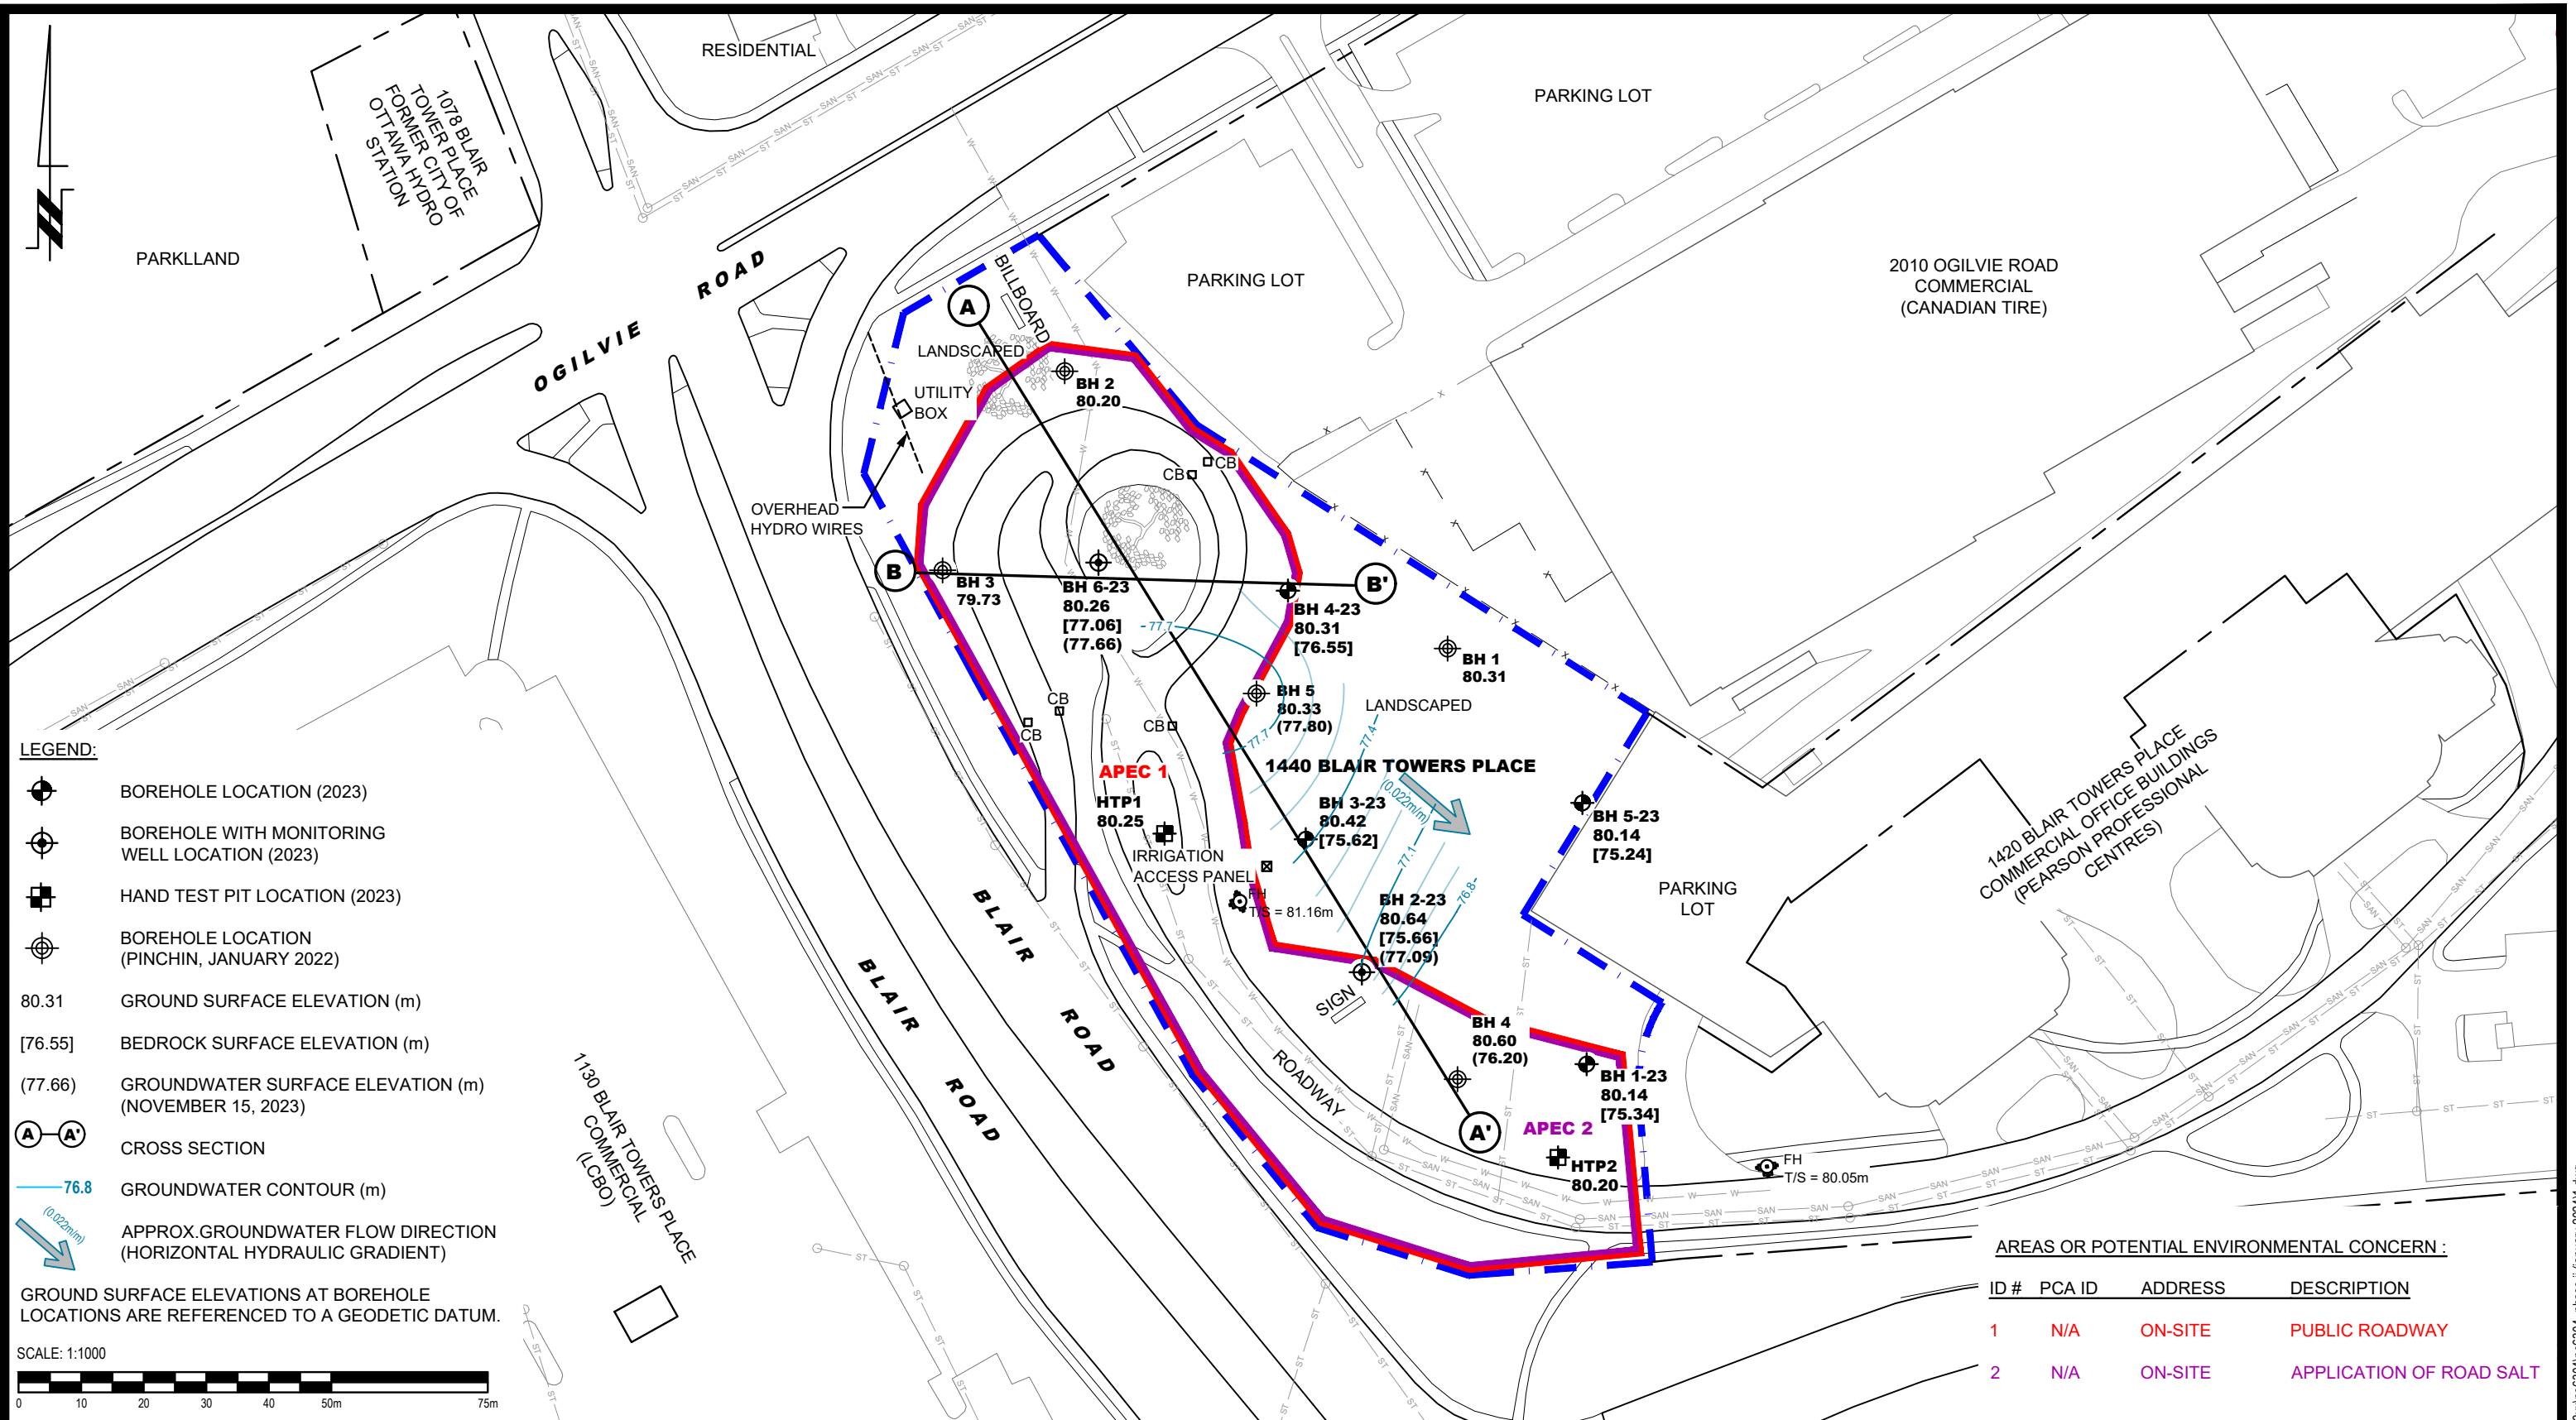 RESIDENTIAL
PARKING LOT
1078 BLAIR
TOWER PLACE
FORMER CITY OF
OTTAWA HYDRO
STATION
PARKLLAND
OGILVIE ROAD
BILLBOARD
PARKING LOT
2010 OGILVIE ROAD
COMMERCIAL
(CANADIAN TIRE)
A
LANDSCAPED
UTILITY
BOX
BH 2
80.20
CB
CB
OVERHEAD
HYDRO WIRES
B
BH 3
79.73
BH 6-23
80.26
[77.06]
(77.66)
77.7
B'
BH 4-23
80.31
[76.55]
BH 1
80.31
BH 5
80.33
(77.80)
LANDSCAPED
CB
CB
CB
77.7
77.4
1440 BLAIR TOWERS PLACE
APEC 1
HTP1
80.25
BH 3-23
80.42
[75.62]
(0.022m/m)
BH 5-23
80.14
[75.24]
IRRIGATION
ACCESS PANEL
FH
T/S = 81.16m
77.1
76.8
BH 2-23
80.64
[75.66]
(77.09)
PARKING
LOT
1420 BLAIR TOWERS PLACE
COMMERCIAL OFFICE BUILDINGS
(PEARSON PROFESSIONAL
CENTRES)
SIGN
BH 4
80.60
(76.20)
BH 1-23
80.14
[75.34]
A'
APEC 2
HTP2
80.20
FH
T/S = 80.05m
ROADWAY
BLAIR ROAD
BLAIR ROAD
1130 BLAIR TOWERS PLACE
COMMERCIAL
(LCBO)
LEGEND:
BOREHOLE LOCATION (2023)
BOREHOLE WITH MONITORING
WELL LOCATION (2023)
HAND TEST PIT LOCATION (2023)
BOREHOLE LOCATION
(PINCHIN, JANUARY 2022)
80.31 GROUND SURFACE ELEVATION (m)
[76.55] BEDROCK SURFACE ELEVATION (m)
(77.66) GROUNDWATER SURFACE ELEVATION (m)
(NOVEMBER 15, 2023)
A A' CROSS SECTION
76.8 GROUNDWATER CONTOUR (m)
(0.022m/m)
APPROX.GROUNDWATER FLOW DIRECTION
(HORIZONTAL HYDRAULIC GRADIENT)
GROUND SURFACE ELEVATIONS AT BOREHOLE
LOCATIONS ARE REFERENCED TO A GEODETIC DATUM.
SCALE: 1:1000
0 10 20 30 40 50m 75m
AREAS OR POTENTIAL ENVIRONMENTAL CONCERN :
ID # PCA ID ADDRESS DESCRIPTION
1 N/A ON-SITE PUBLIC ROADWAY
2 N/A ON-SITE APPLICATION OF ROAD SALT